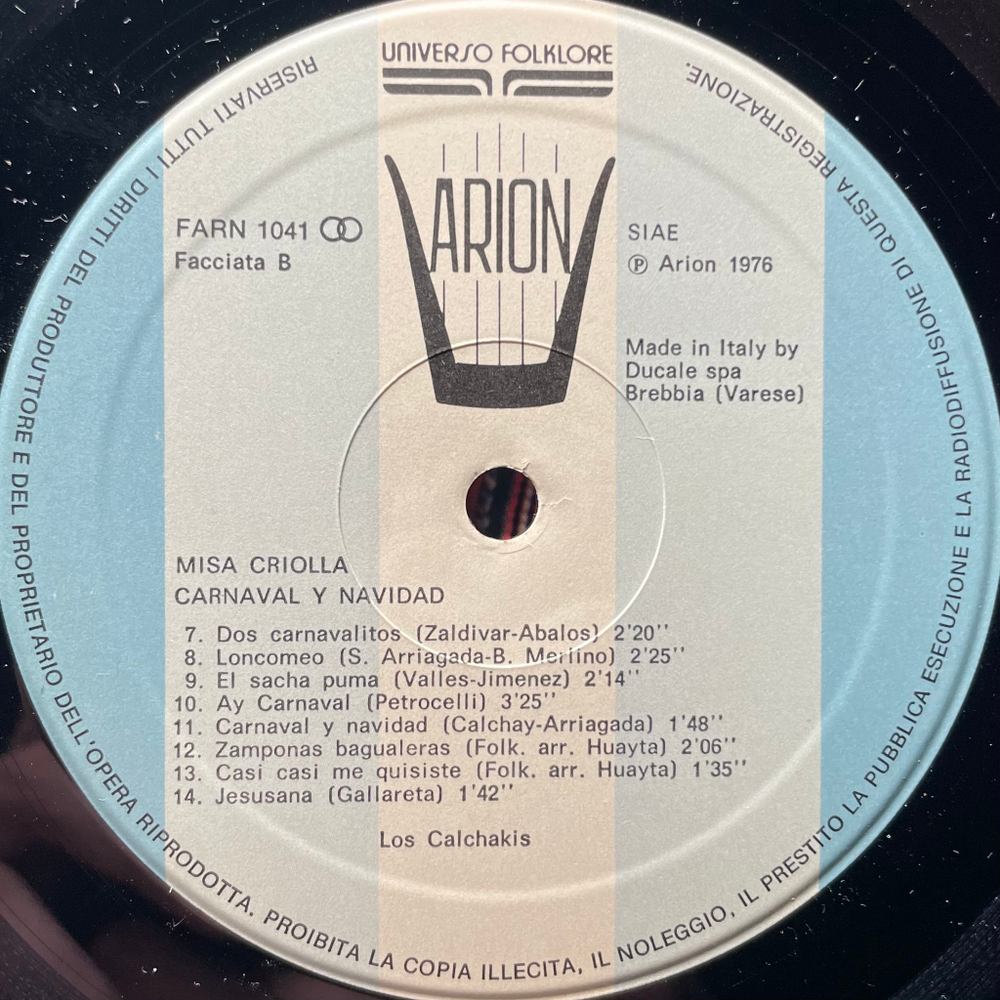 UNIVERSO FOLKLORE
ARION
FARN 1041
Facciata B
SIAE
Ⓟ Arion 1976
Made in Italy by
Ducale spa
Brebbia (Varese)
MISA CRIOLLA
CARNAVAL Y NAVIDAD
7. Dos carnavalitos (Zaldivar-Abalos) 2'20''
8. Loncomeo (S. Arriagada-B. Merlino) 2'25''
9. El sacha puma (Valles-Jimenez) 2'14''
10. Ay Carnaval (Petrocelli) 3'25''
11. Carnaval y navidad (Calchay-Arriagada) 1'48''
12. Zamponas bagualeras (Folk. arr. Huayta) 2'06''
13. Casi casi me quisiste (Folk. arr. Huayta) 1'35''
14. Jesusana (Gallareta) 1'42''
Los Calchakis
RISERVATI TUTTI I DIRITTI DEL PRODUTTORE E DEL PROPRIETARIO DELL'OPERA RIPRODOTTA. PROIBITA LA COPIA ILLECITA, IL NOLEGGIO, IL PRESTITO LA PUBBLICA ESECUZIONE E LA RADIODIFFUSIONE DI QUESTA REGISTRAZIONE.